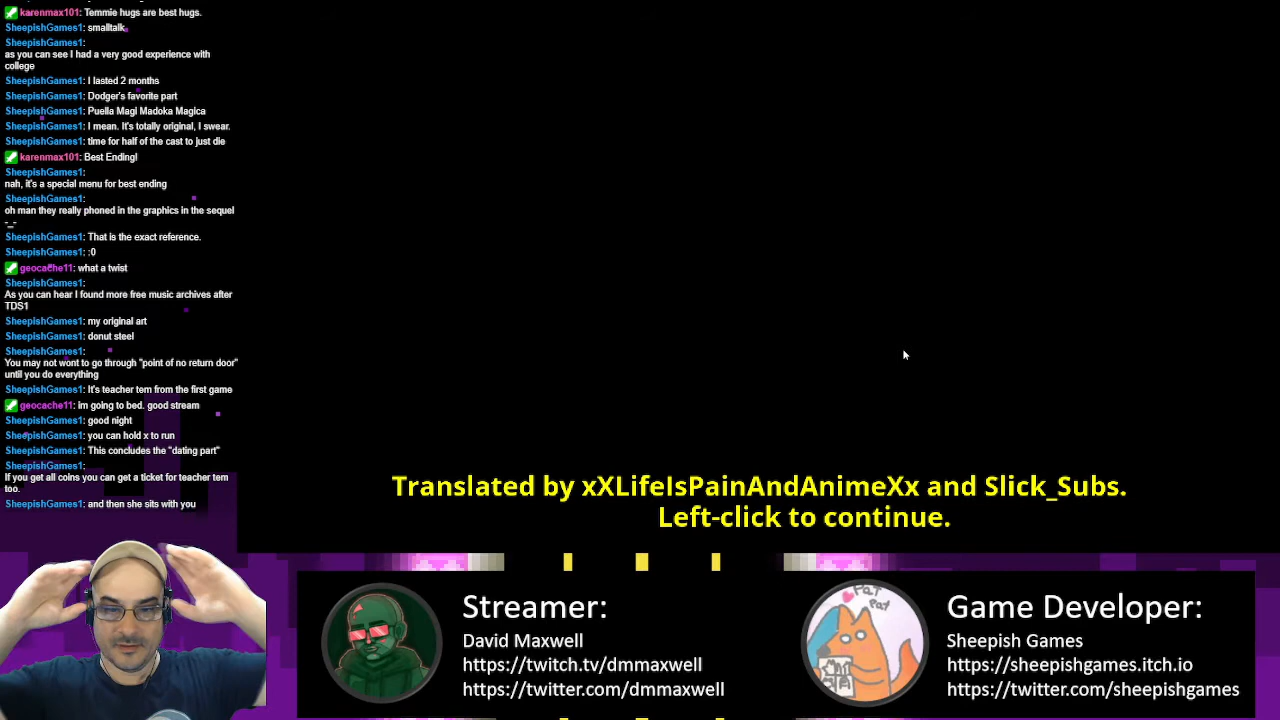 karenmax101: Temmie hugs are best hugs.
SheepishGames1: smalltalk
SheepishGames1:
as you can see I had a very good experience with
college
SheepishGames1: I lasted 2 months
SheepishGames1: Dodger's favorite part
SheepishGames1: Puella Magi Madoka Magica
SheepishGames1: I mean. It's totally original, I swear.
SheepishGames1: time for half of the cast to just die
karenmax101: Best Ending!
SheepishGames1:
nah, it's a special menu for best ending
SheepishGames1:
oh man they really phoned in the graphics in the sequel
-_-
SheepishGames1: That is the exact reference.
SheepishGames1: :0
geocache11: what a twist
SheepishGames1:
As you can hear I found more free music archives after
TDS1
SheepishGames1: my original art
SheepishGames1: donut steel
SheepishGames1:
You may not wont to go through "point of no return door"
until you do everything
SheepishGames1: It's teacher tem from the first game
geocache11: im going to bed. good stream
SheepishGames1: good night
SheepishGames1: you can hold x to run
SheepishGames1: This concludes the "dating part"
SheepishGames1:
If you get all coins you can get a ticket for teacher tem
too.
SheepishGames1: and then she sits with you
Translated by xXLifeIsPainAndAnimeXx and Slick_Subs.
Left-click to continue.
Streamer:
David Maxwell
https://twitch.tv/dmmaxwell
https://twitter.com/dmmaxwell
Game Developer:
Sheepish Games
https://sheepishgames.itch.io
https://twitter.com/sheepishgames